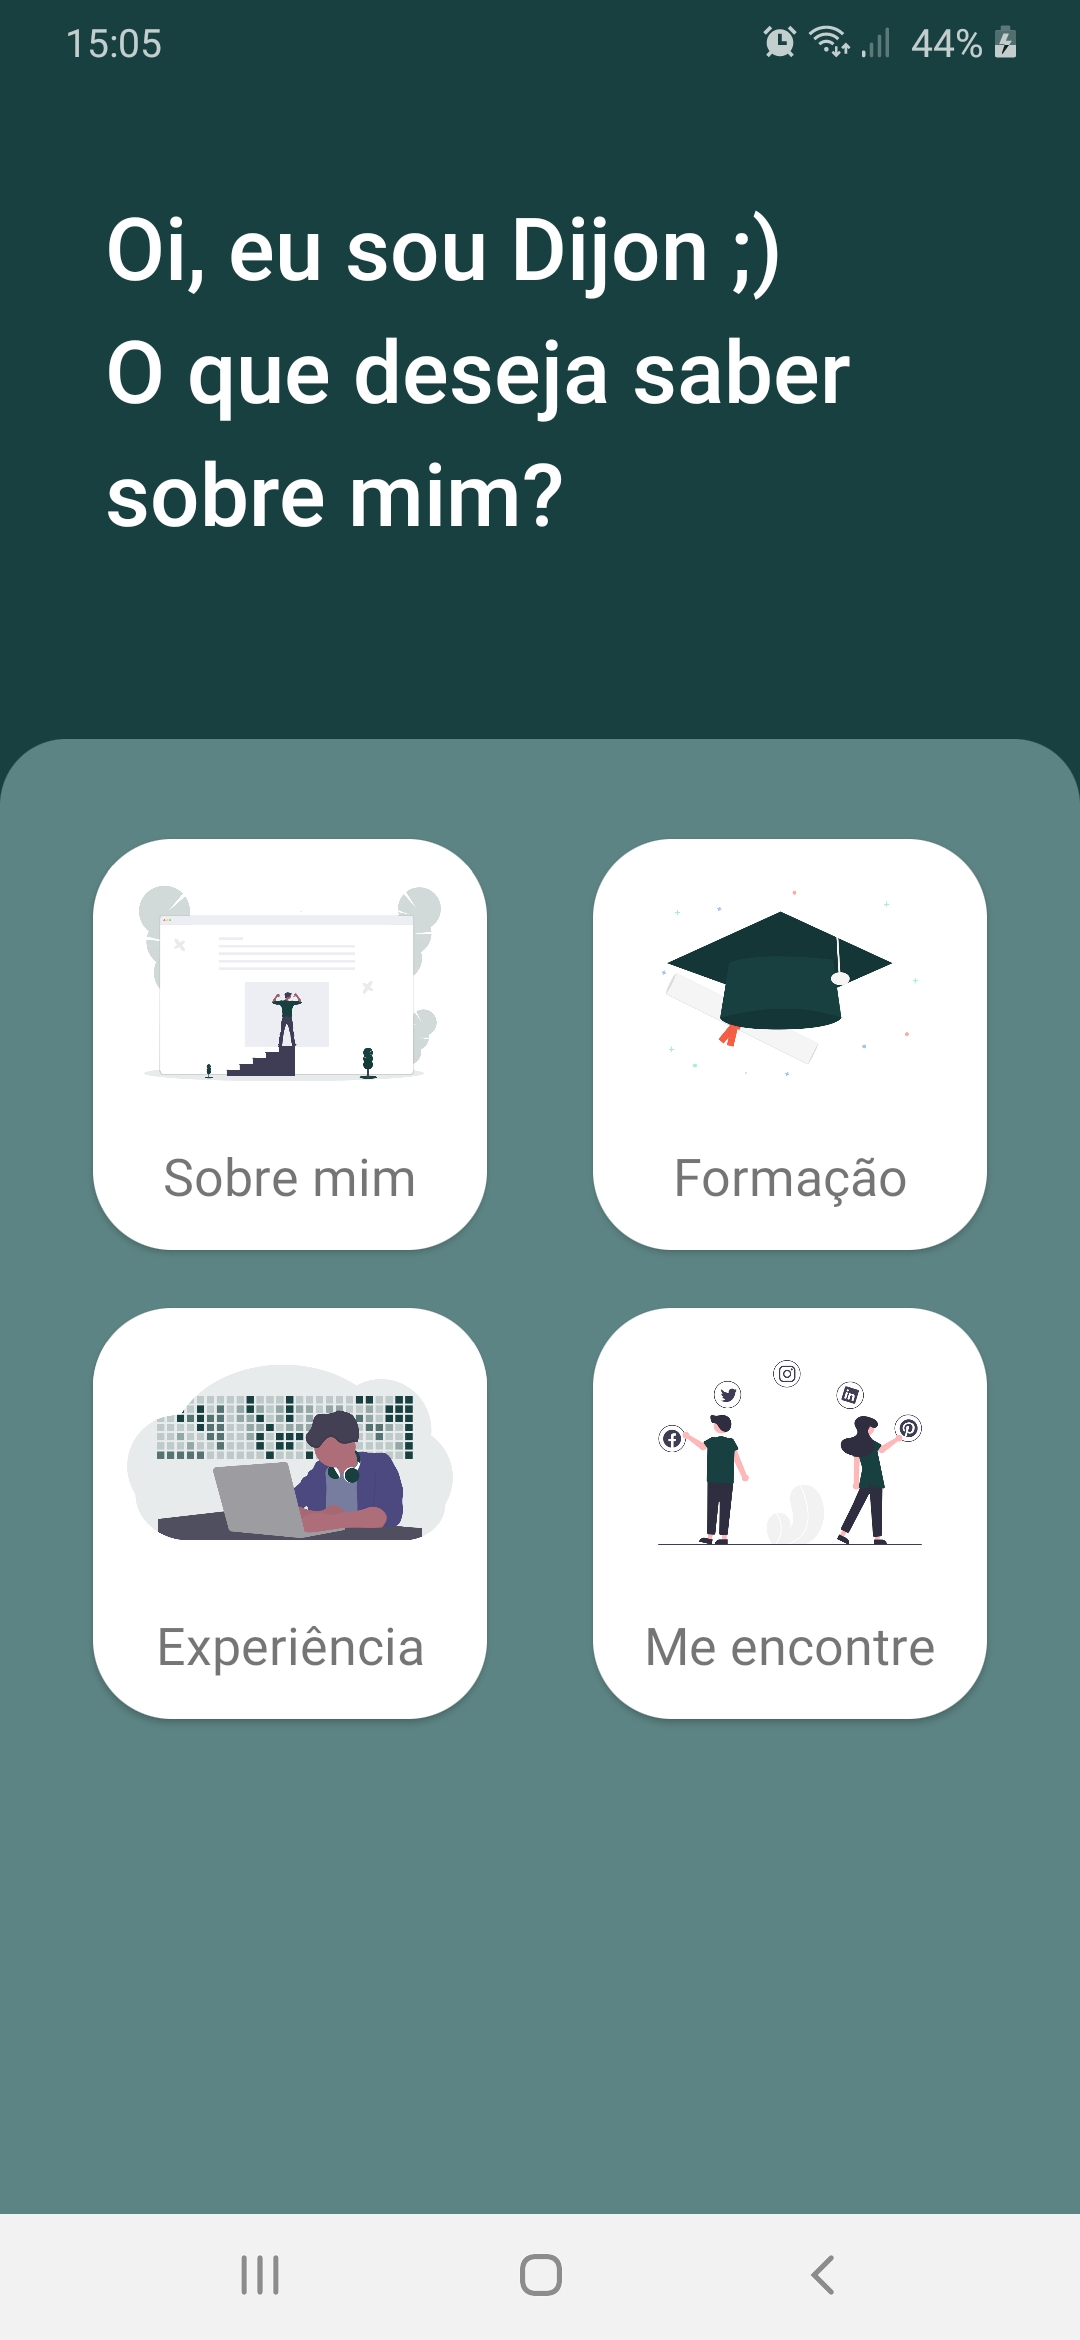 15:05
44%
Oi, eu sou Dijon ;)
O que deseja saber
sobre mim?
Sobre mim
Formação
Experiência
Me encontre